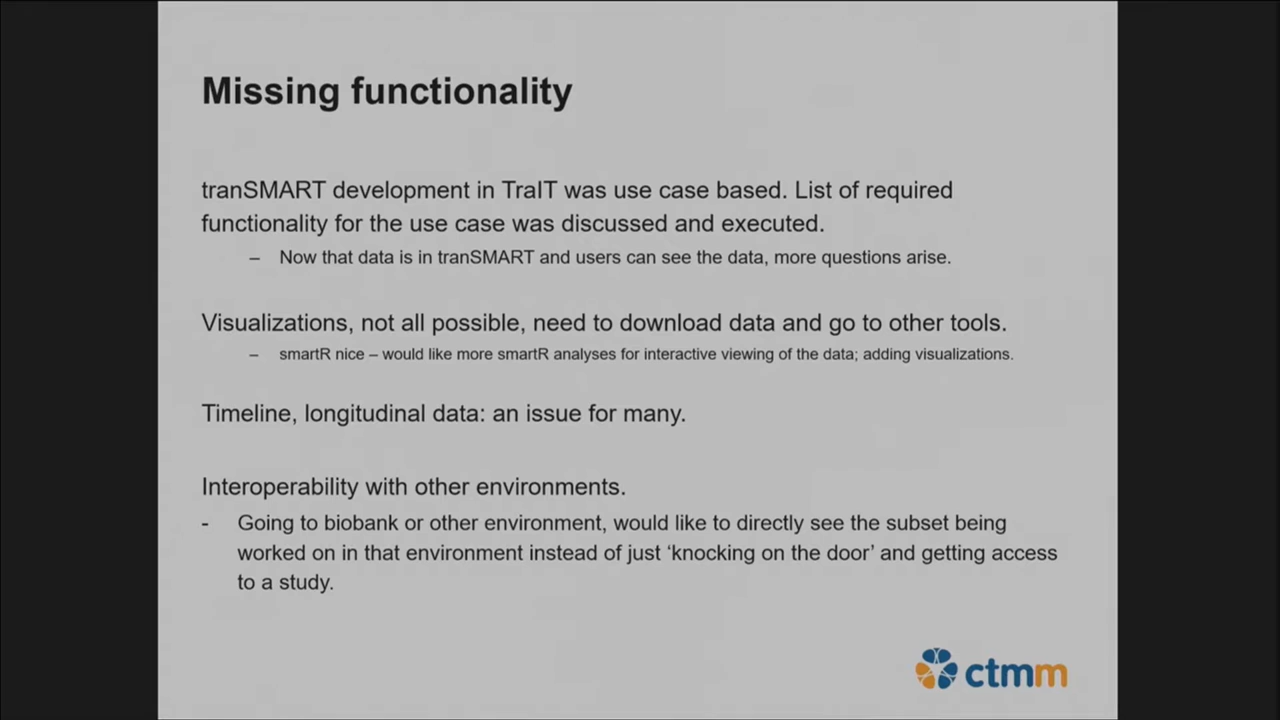 Missing functionality
tranSMART development in TraIT was use case based. List of required
functionality for the use case was discussed and executed.
– Now that data is in tranSMART and users can see the data, more questions arise.
Visualizations, not all possible, need to download data and go to other tools.
– smartR nice – would like more smartR analyses for interactive viewing of the data; adding visualizations.
Timeline, longitudinal data: an issue for many.
Interoperability with other environments.
- Going to biobank or other environment, would like to directly see the subset being
worked on in that environment instead of just ‘knocking on the door’ and getting access
to a study.
ctmm